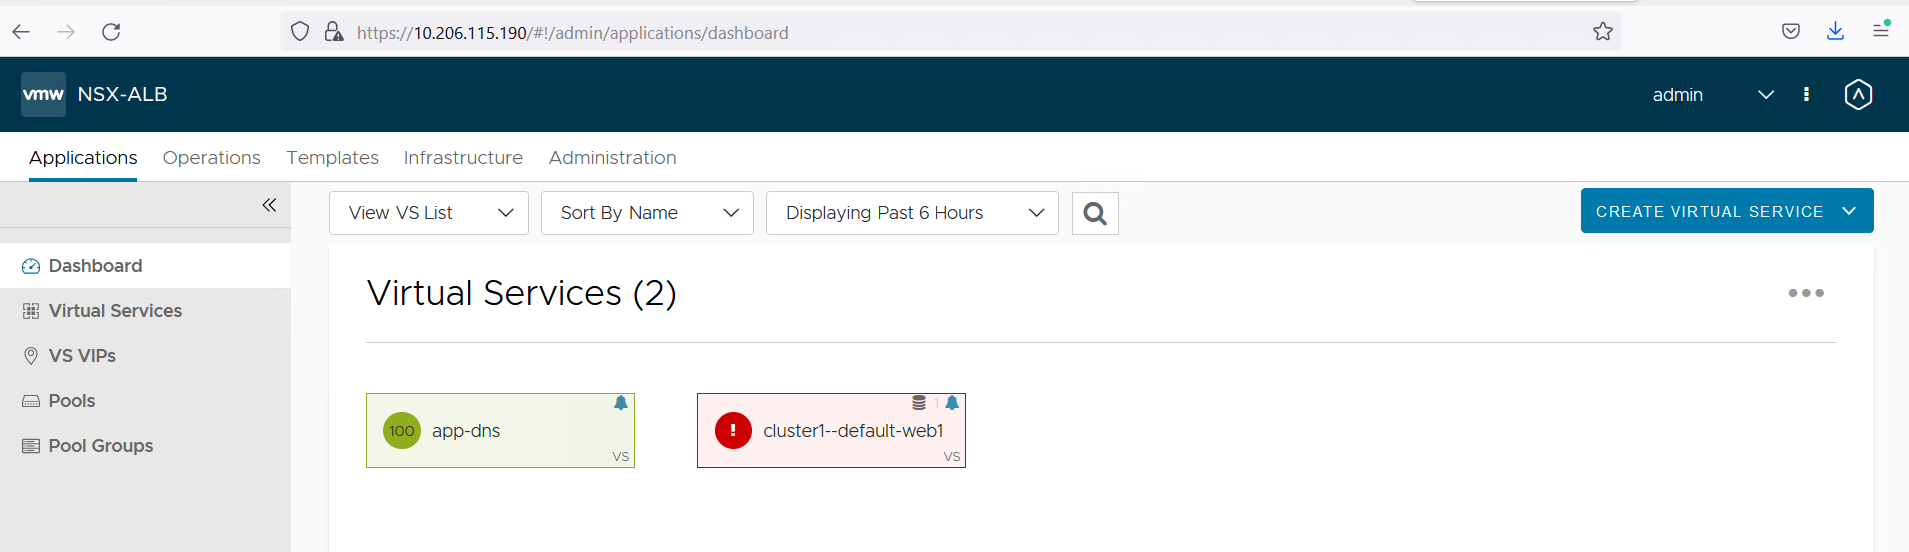 https://10.206.115.190/#!/admin/applications/dashboard
vmw NSX-ALB admin
Applications Operations Templates Infrastructure Administration
View VS List Sort By Name Displaying Past 6 Hours CREATE VIRTUAL SERVICE
Dashboard
Virtual Services
VS VIPs
Pools
Pool Groups
Virtual Services (2)
100 app-dns
VS
1
! cluster1--default-web1
VS